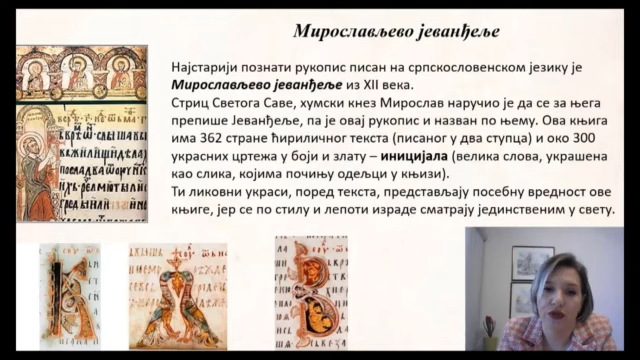 Мирослављево јеванђеље
Најстарији познати рукопис писан на српскословенском језику је
Мирослављево јеванђеље из XII века.
Стриц Светога Саве, хумски кнез Мирослав наручио је да се за њега
препише Јеванђеље, па је овај рукопис и назван по њему. Ова књига
има 362 стране ћириличног текста (писаног у два ступца) и око 300
украсних цртежа у боји и злату – иницијала (велика слова, украшена
као слика, којима почињу одељци у књизи).
Ти ликовни украси, поред текста, представљају посебну вредност ове
књиге, јер се по стилу и лепоти израде сматрају јединственим у свету.